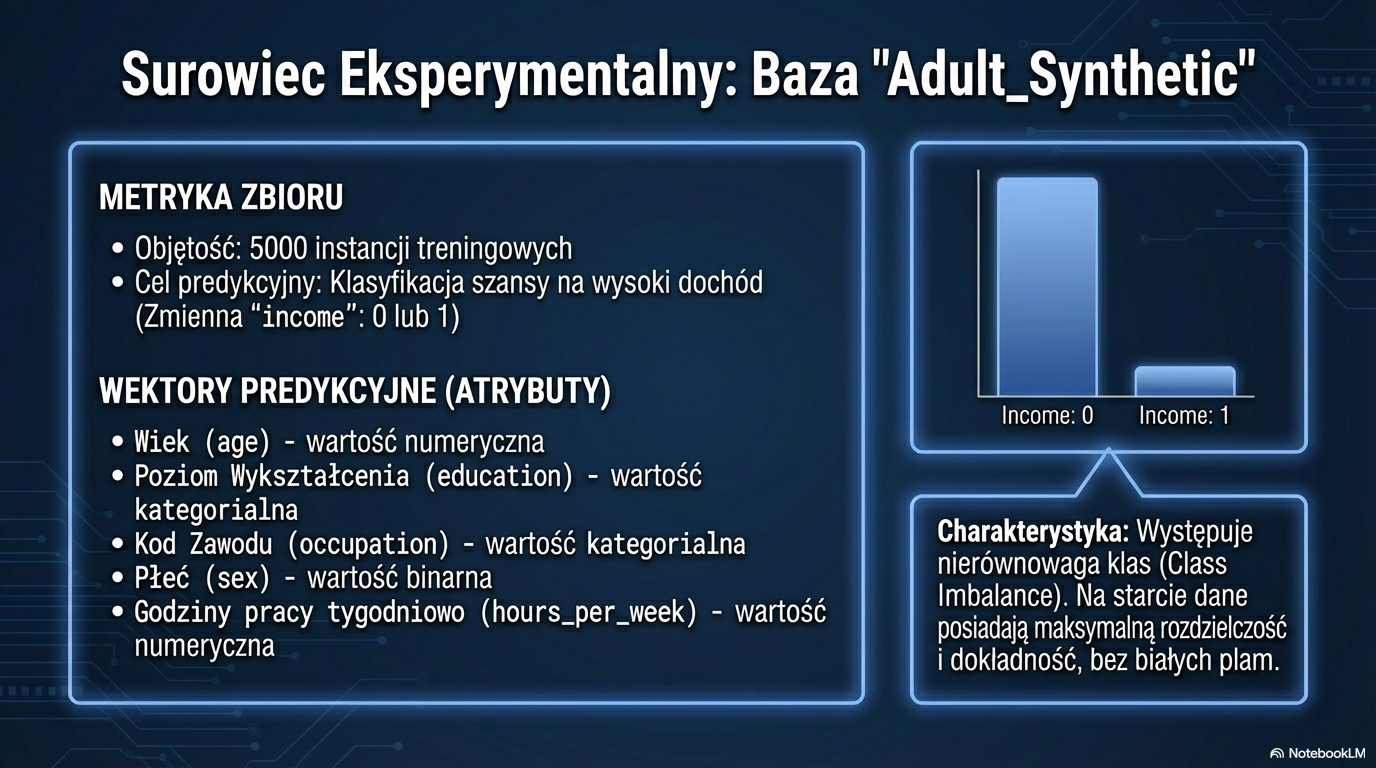 Surowiec Eksperymentalny: Baza "Adult_Synthetic"
METRYKA ZBIORU
• Objętość: 5000 instancji treningowych
• Cel predykcyjny: Klasyfikacja szansy na wysoki dochód
(Zmienna “income”: 0 lub 1)
WEKTORY PREDYKCYJNE (ATRYBUTY)
• Wiek (age) - wartość numeryczna
• Poziom Wykształcenia (education) - wartość
kategorialna
• Kod Zawodu (occupation) - wartość kategorialna
• Płeć (sex) - wartość binarna
• Godziny pracy tygodniowo (hours_per_week) - wartość
numeryczna
Income: 0 Income: 1
Charakterystyka: Występuje
nierównowaga klas (Class
Imbalance). Na starcie dane
posiadają maksymalną rozdzielczość
i dokładność, bez białych plam.
NotebookLM